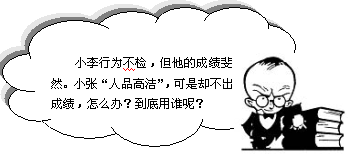 小李行为不检，但他的成绩斐
然。小张“人品高洁”，可是却不出
成绩，怎么办？到底用谁呢？